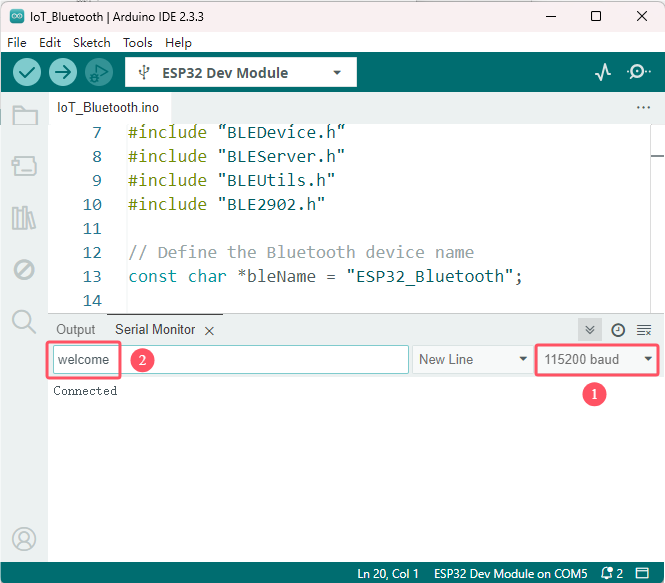 IoT_Bluetooth | Arduino IDE 2.3.3
File Edit Sketch Tools Help
ESP32 Dev Module
IoT_Bluetooth.ino
7 #include “BLEDevice.h“
8 #include "BLEServer.h"
9 #include "BLEUtils.h"
10 #include "BLE2902.h"
11
12 // Define the Bluetooth device name
13 const char *bleName = "ESP32_Bluetooth";
14
Output Serial Monitor
welcome 2 New Line 115200 baud
Connected
1
Ln 20, Col 1 ESP32 Dev Module on COM5 2